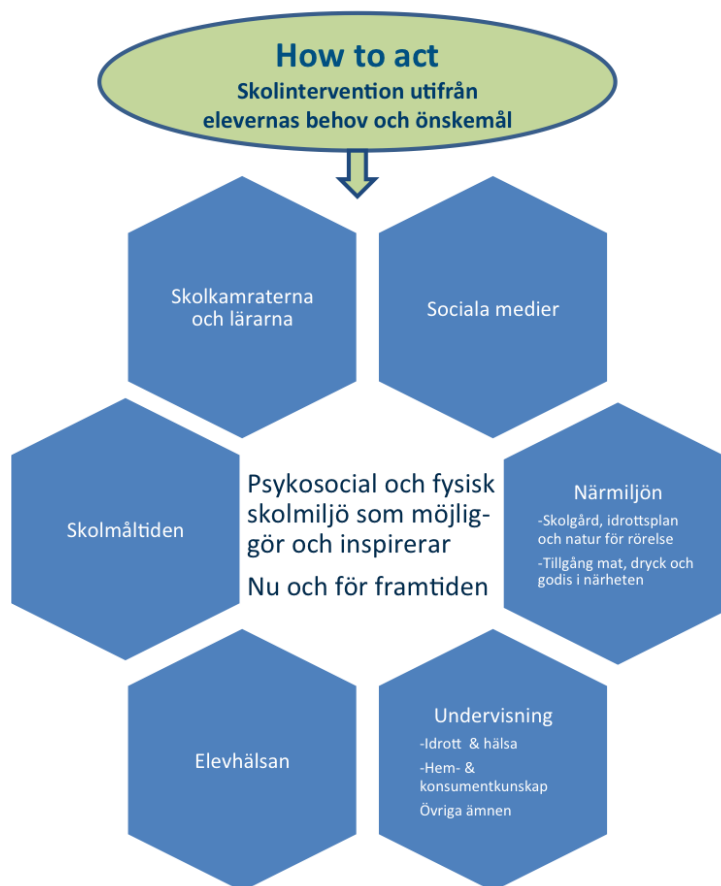 How to act
Skolintervention utifrån
elevernas behov och önskemål
Skolkamraterna
och lärarna
Sociala medier
Skolmåltiden
Psykosocial och fysisk
skolmiljö som möjlig-
gör och inspirerar
Nu och för framtiden
Närmiljön
-Skolgård, idrottsplan
och natur för rörelse
-Tillgång mat, dryck och
godis i närheten
Elevhälsan
Undervisning
-Idrott & hälsa
-Hem- &
konsumentkunskap
Övriga ämnen